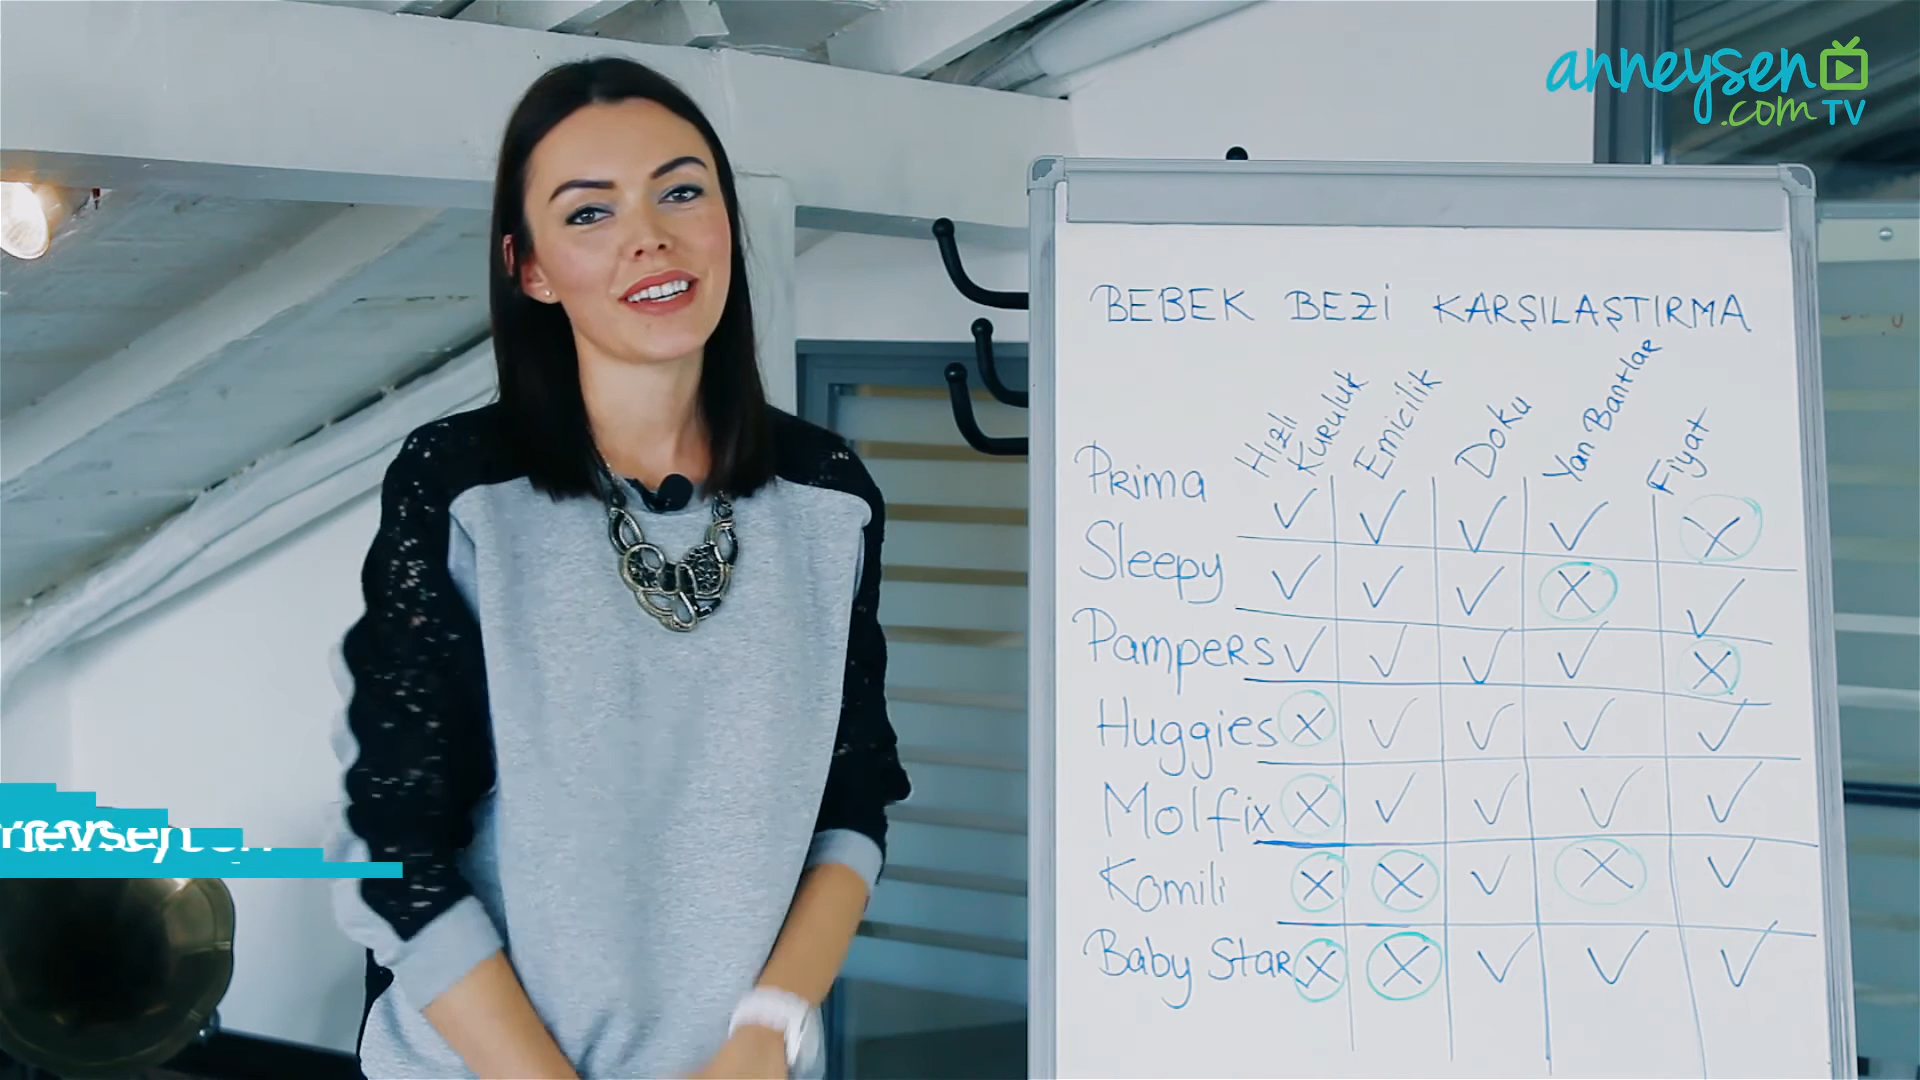 anneysen
.com TV
BEBEK BEZİ KARŞILAŞTIRMA
Hızlı Kuruluk Emicilik Doku Yan Bantlar Fiyat
Prima ✓ ✓ ✓ ✓ X
Sleepy ✓ ✓ ✓ X ✓
Pampers ✓ ✓ ✓ ✓ X
Huggies X ✓ ✓ ✓ ✓
Molfix X ✓ ✓ ✓ ✓
Komili X X ✓ X ✓
Baby Star X X ✓ ✓ ✓